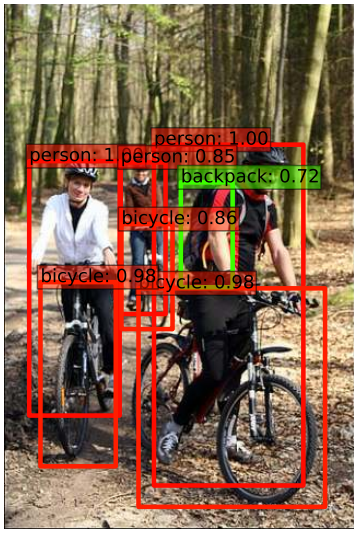 person: 1.00
person: 1
person: 0.85
backpack: 0.72
bicycle: 0.86
bicycle: 0.98
bicycle: 0.98